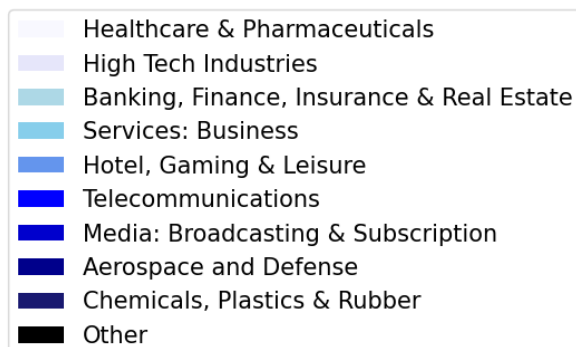 Healthcare & Pharmaceuticals
High Tech Industries
Banking, Finance, Insurance & Real Estate
Services: Business
Hotel, Gaming & Leisure
Telecommunications
Media: Broadcasting & Subscription
Aerospace and Defense
Chemicals, Plastics & Rubber
Other